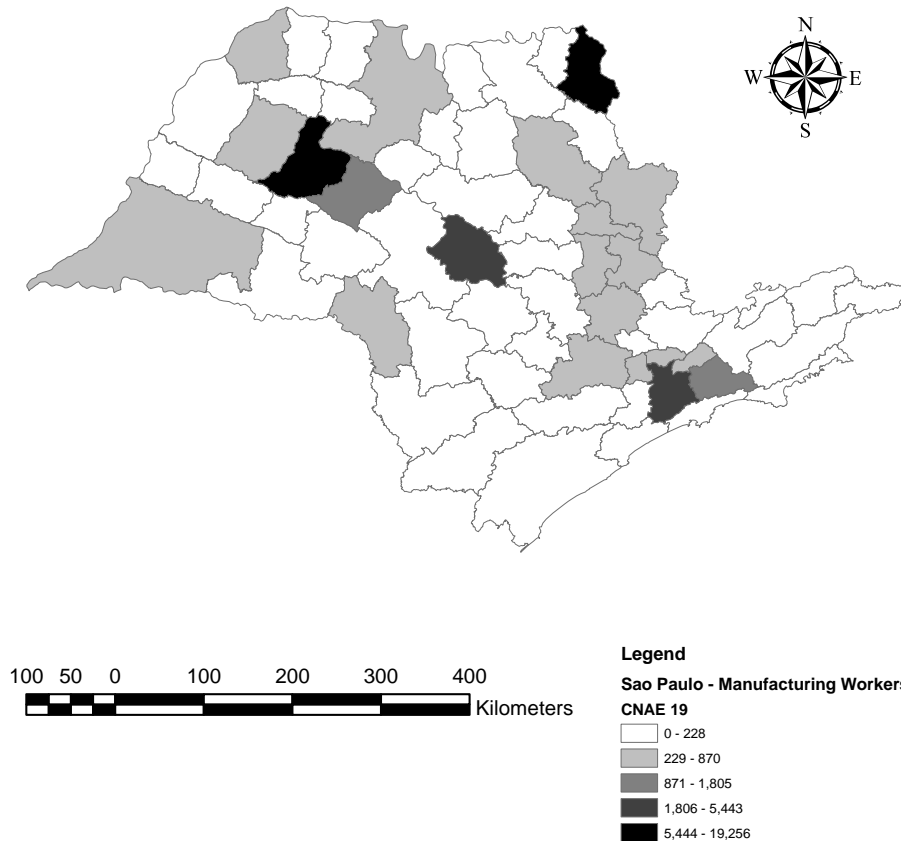 N
W E
S
100 50 0 100 200 300 400
Kilometers
Legend
Sao Paulo - Manufacturing Workers
CNAE 19
0 - 228
229 - 870
871 - 1,805
1,806 - 5,443
5,444 - 19,256